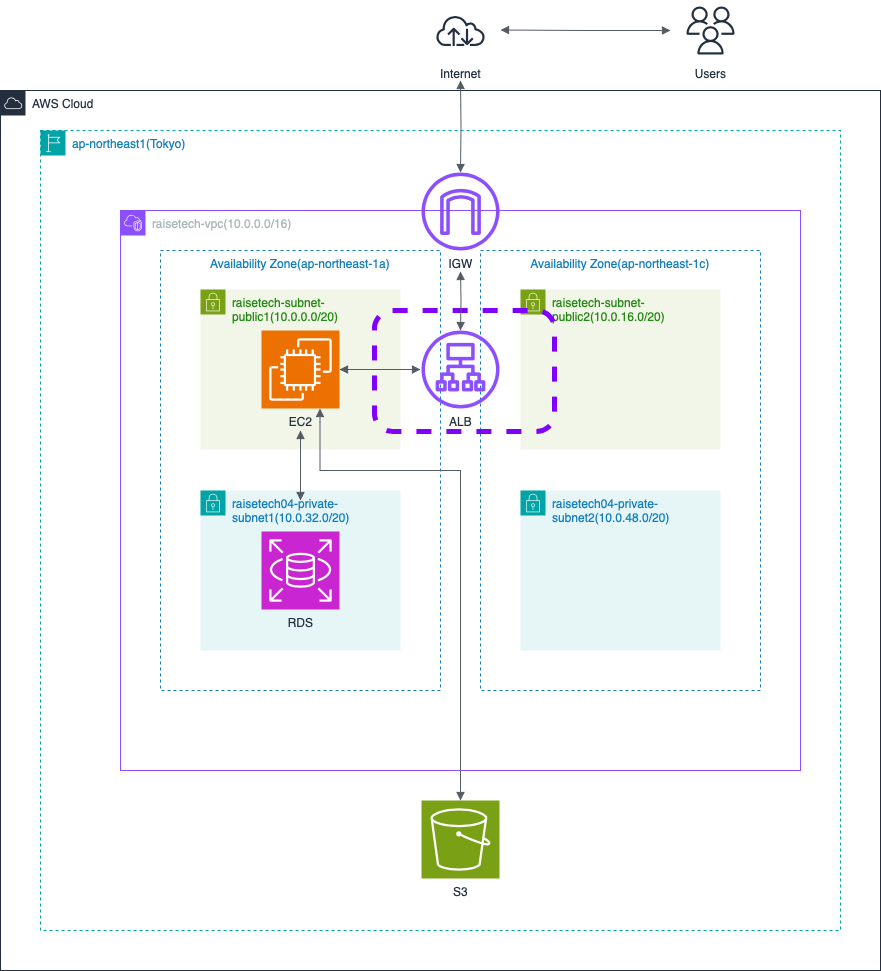 Internet
Users
AWS Cloud
ap-northeast1(Tokyo)
raisetech-vpc(10.0.0.0/16)
Availability Zone(ap-northeast-1a)
IGW
Availability Zone(ap-northeast-1c)
raisetech-subnet-
public1(10.0.0.0/20)
raisetech-subnet-
public2(10.0.16.0/20)
EC2
ALB
raisetech04-private-
subnet1(10.0.32.0/20)
raisetech04-private-
subnet2(10.0.48.0/20)
RDS
S3